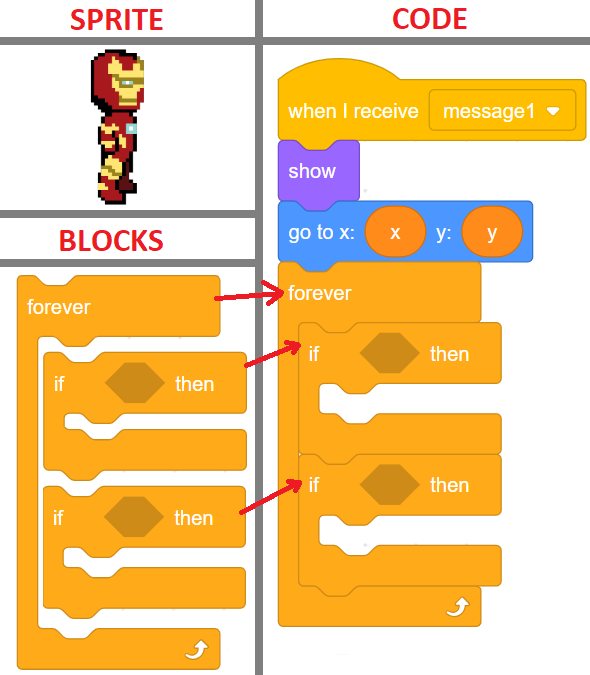 SPRITE
BLOCKS
forever
if then
if then
CODE
when I receive message1
show
go to x: x y: y
forever
if then
if then